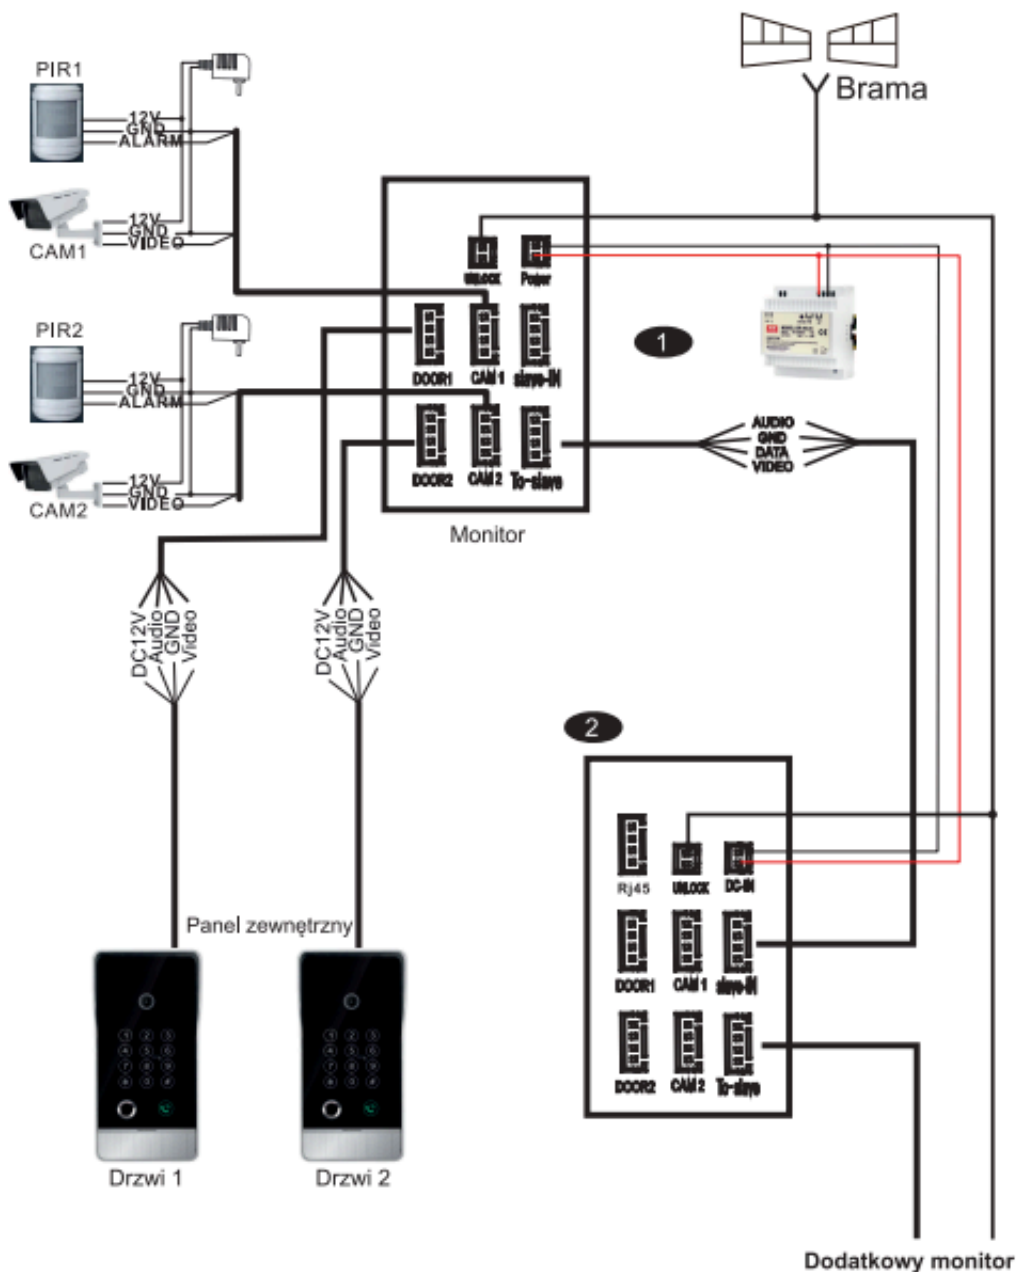 PIR1
12V
GND
ALARM
Brama
12V
GND
VIDEO
CAM1
UNLOCK
Power
PIR2
12V
GND
ALARM
1
DOOR1
CAM 1
slave-IN
AUDIO
GND
DATA
VIDEO
12V
GND
VIDEO
CAM2
DOOR2
CAM 2
To-slave
Monitor
DC12V
Audio
GND
Video
DC12V
Audio
GND
Video
2
Rj45
UNLOCK
DC-IN
Panel zewnętrzny
DOOR1
CAM 1
slave-IN
DOOR2
CAM 2
To-slave
Drzwi 1
Drzwi 2
Dodatkowy monitor